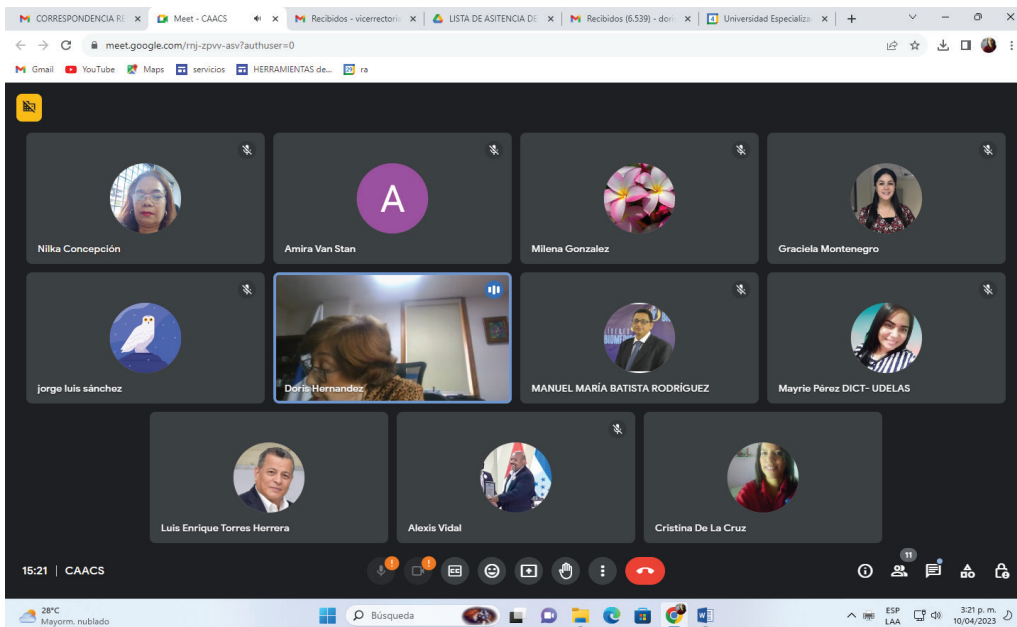 CORRESPONDENCIA RE
Meet - CAACS
Recibidos - vicerrectoria
LISTA DE ASITENCIA DE
Recibidos (6.539) - dori
Universidad Especializa
meet.google.com/rnj-zpvv-asv?authuser=0
Gmail
YouTube
Maps
servicios
HERRAMIENTAS de...
ra
Nilka Concepción
A
Amira Van Stan
Milena Gonzalez
Graciela Montenegro
jorge luis sánchez
Doris Hernandez
MANUEL MARÍA BATISTA RODRÍGUEZ
Mayrie Pérez DICT- UDELAS
Luis Enrique Torres Herrera
Alexis Vidal
Cristina De La Cruz
15:21 | CAACS
11
28°C
Mayorm. nublado
Búsqueda
ESP
LAA
3:21 p. m.
10/04/2023